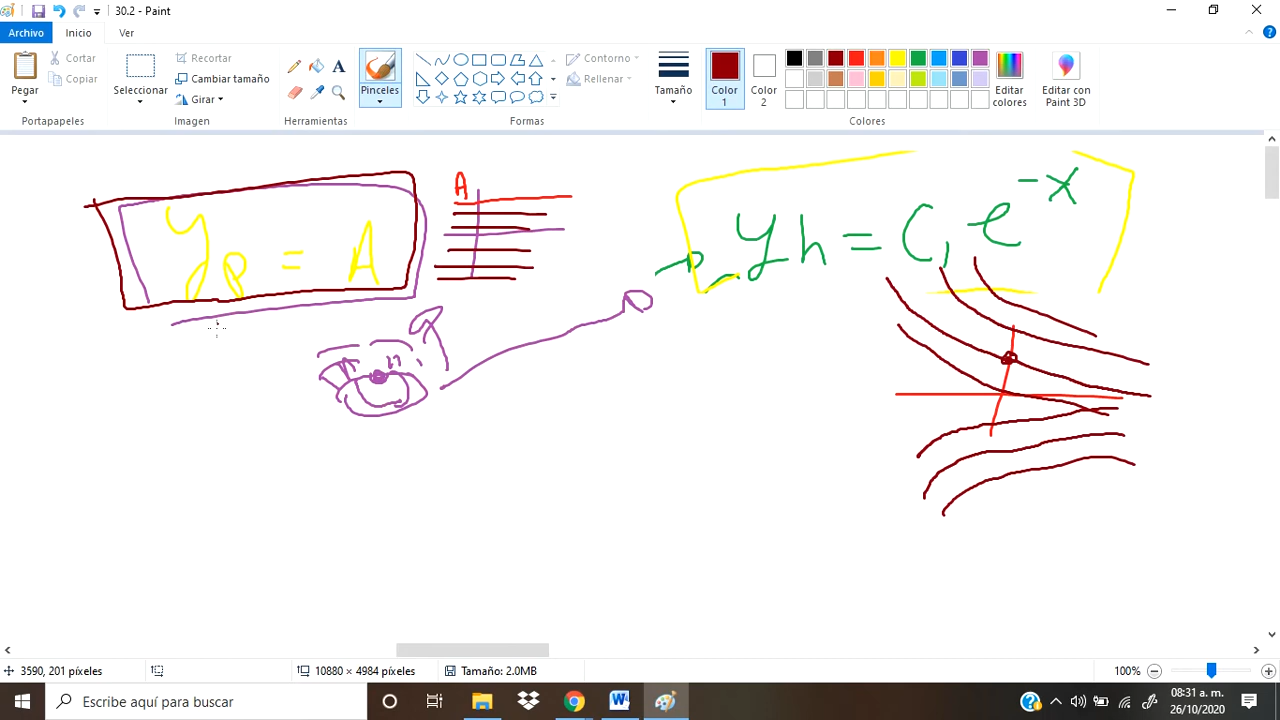 30.2 - Paint
Archivo Inicio Ver
Pegar
Cortar
Copiar
Portapapeles
Seleccionar
Recortar
Cambiar tamaño
Girar
Imagen
A
Herramientas
Pinceles
Contorno
Rellenar
Formas
Tamaño
Color 1
Color 2
Editar colores
Colores
Editar con Paint 3D
yp = A
A
yh = C1 e^-x
3590, 201 píxeles
10880 × 4984 píxeles
Tamaño: 2.0MB
100%
Escribe aquí para buscar
08:31 a. m.
26/10/2020